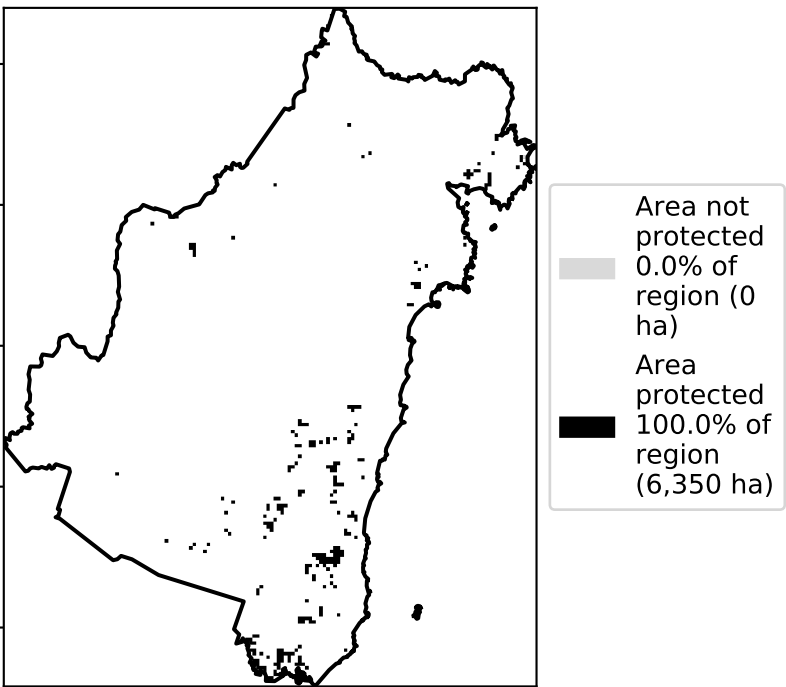 Area not
protected
0.0% of
region (0
ha)
Area
protected
100.0% of
region
(6,350 ha)